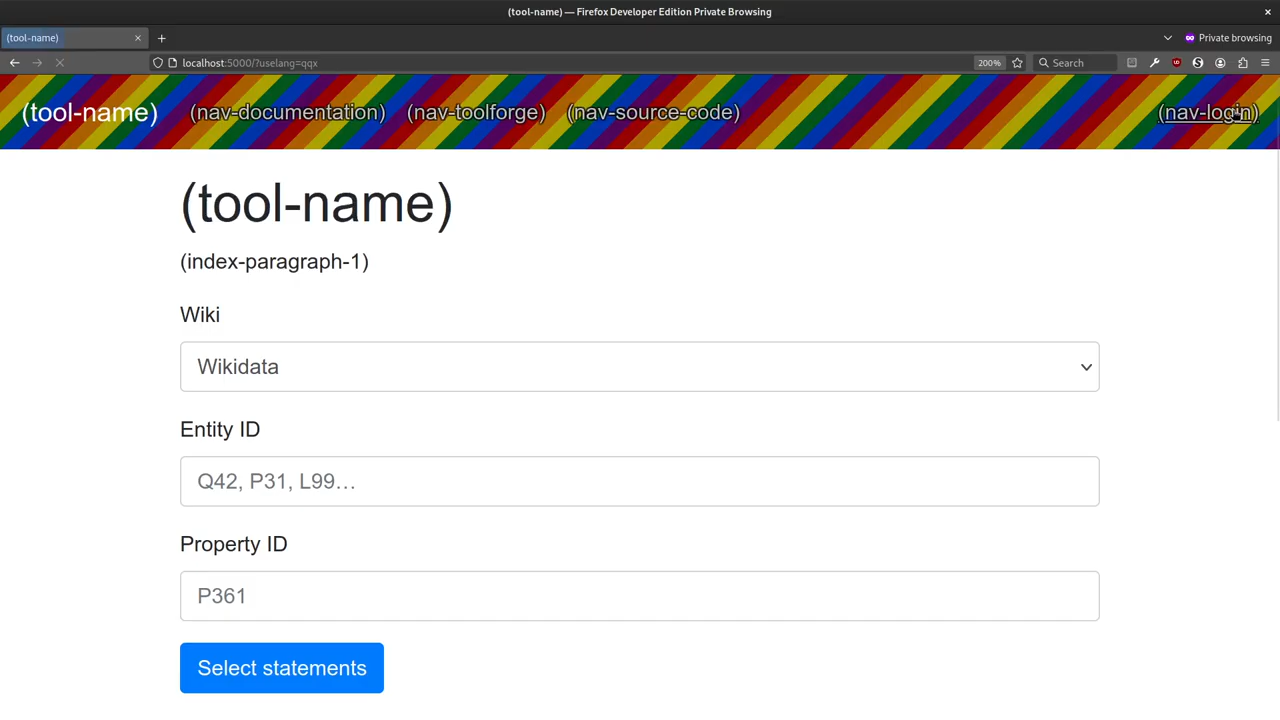 (tool-name) — Firefox Developer Edition Private Browsing
(tool-name)
Private browsing
localhost:5000/?uselang=qqx
200%
Search
(tool-name) (nav-documentation) (nav-toolforge) (nav-source-code) (nav-login)
(tool-name)
(index-paragraph-1)
Wiki
Wikidata
Entity ID
Q42, P31, L99…
Property ID
P361
Select statements